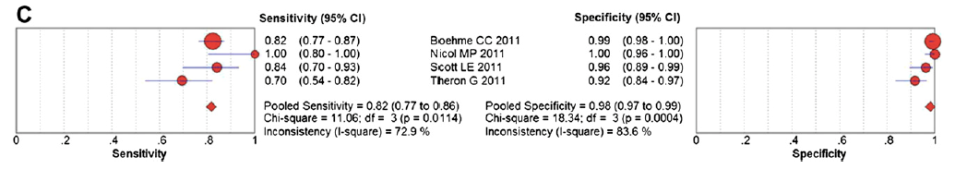 C
Sensitivity (95% CI) Specificity (95% CI)
0.82 (0.77 - 0.87) Boehme CC 2011 0.99 (0.98 - 1.00)
1.00 (0.80 - 1.00) Nicol MP 2011 1.00 (0.96 - 1.00)
0.84 (0.70 - 0.93) Scott LE 2011 0.96 (0.89 - 0.99)
0.70 (0.54 - 0.82) Theron G 2011 0.92 (0.84 - 0.97)
Pooled Sensitivity = 0.82 (0.77 to 0.86) Pooled Specificity = 0.98 (0.97 to 0.99)
Chi-square = 11.06; df = 3 (p = 0.0114) Chi-square = 18.34; df = 3 (p = 0.0004)
Inconsistency (I-square) = 72.9 % Inconsistency (I-square) = 83.6 %
0 .2 .4 .6 .8 1 0 .2 .4 .6 .8 1
Sensitivity Specificity